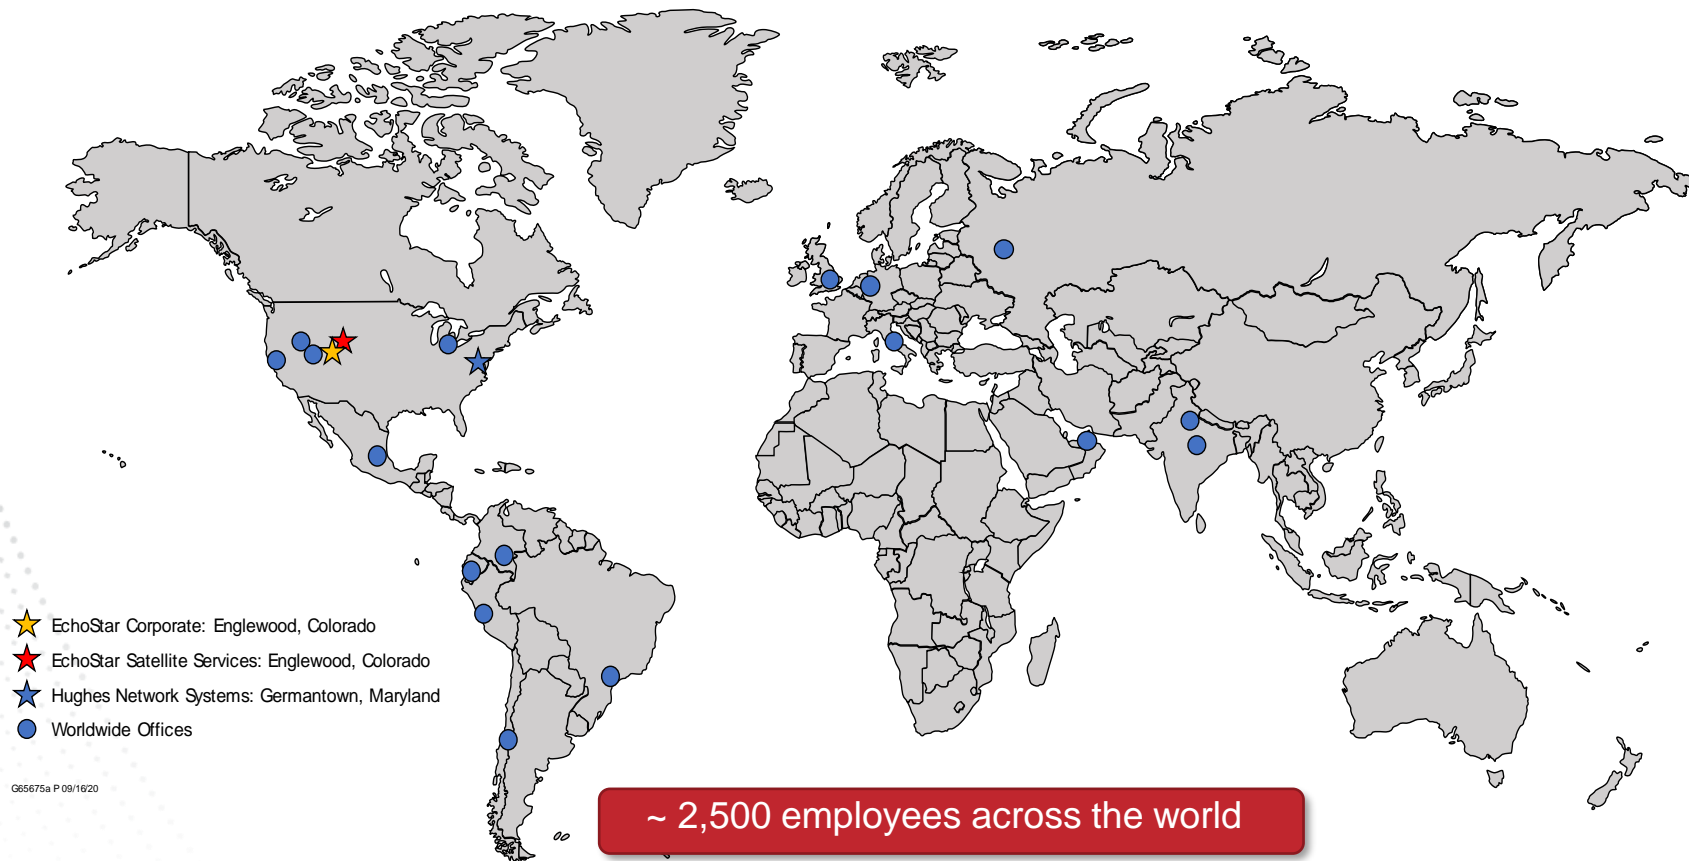 EchoStar Corporate: Englewood, Colorado
EchoStar Satellite Services: Englewood, Colorado
Hughes Network Systems: Germantown, Maryland
Worldwide Offices
G65675a P 09/16/20
~ 2,500 employees across the world